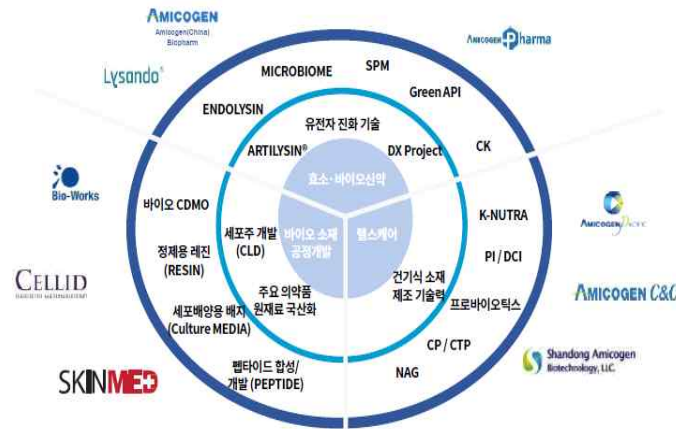 AMICOGEN
Amicogen(China)
Biopharm
AMICOGEN Pharma
Lysando
MICROBIOME
SPM
Green API
ENDOLYSIN
유전자 진화 기술
ARTILYSIN®
DX Project
CK
효소·바이오신약
Bio-Works
바이오 CDMO
세포주 개발
(CLD)
바이오 소재
공정개발
헬스케어
K-NUTRA
AMICOGEN Pacific
정제용 레진
(RESIN)
PI / DCI
CELLID
주요 의약품
원재료 국산화
건기식 소재
제조 기술력
프로바이오틱스
AMICOGEN C&C
세포배양용 배지
(Culture MEDIA)
CP / CTP
Shandong Amicogen
Biotechnology, LLC.
SKINMED
펩타이드 합성/
개발 (PEPTIDE)
NAG